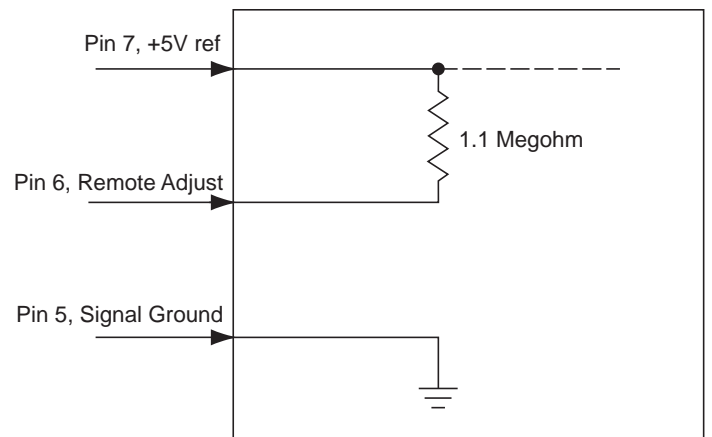 Pin 7, +5V ref
1.1 Megohm
Pin 6, Remote Adjust
Pin 5, Signal Ground